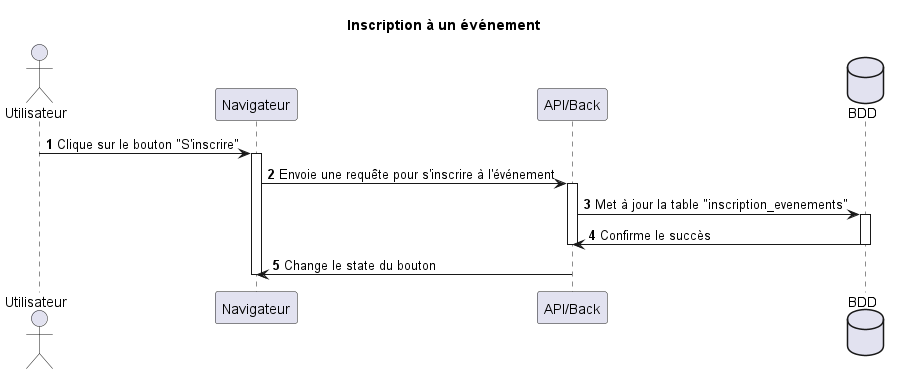 Inscription à un événement
Utilisateur
Navigateur
API/Back
BDD
1 Clique sur le bouton "S'inscrire"
2 Envoie une requête pour s'inscrire à l'événement
3 Met à jour la table "inscription_evenements"
4 Confirme le succès
5 Change le state du bouton
Utilisateur
Navigateur
API/Back
BDD